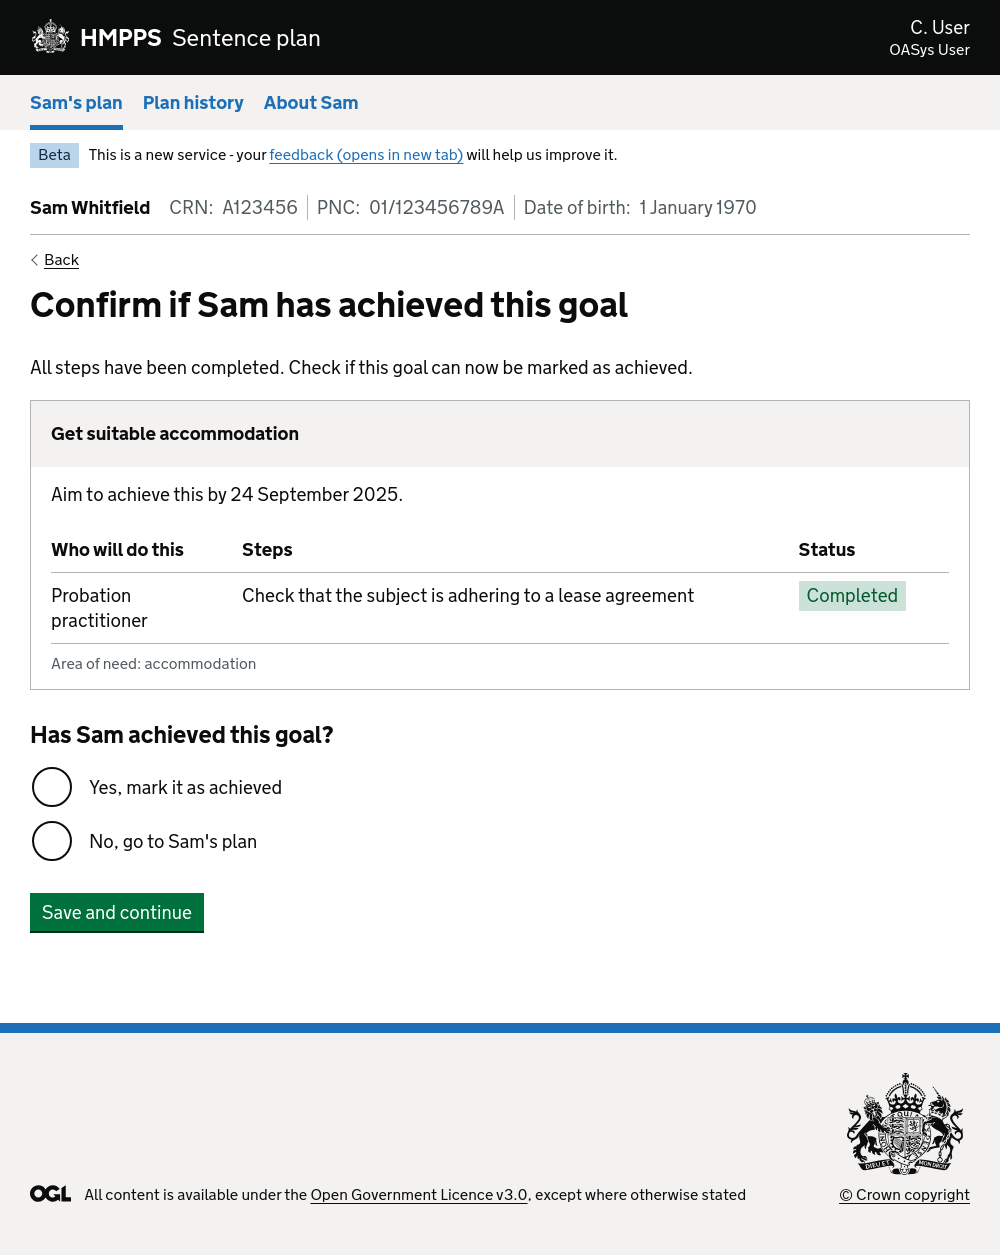 HMPPS Sentence plan
C. User
OASys User
Sam's plan Plan history About Sam
Beta This is a new service - your feedback (opens in new tab) will help us improve it.
Sam Whitfield CRN: A123456 PNC: 01/123456789A Date of birth: 1 January 1970
Back
Confirm if Sam has achieved this goal
All steps have been completed. Check if this goal can now be marked as achieved.
Get suitable accommodation
Aim to achieve this by 24 September 2025.
Who will do this Steps Status
Probation practitioner Check that the subject is adhering to a lease agreement Completed
Area of need: accommodation
Has Sam achieved this goal?
Yes, mark it as achieved
No, go to Sam's plan
Save and continue
DIEU ET MON DROIT
OGL All content is available under the Open Government Licence v3.0, except where otherwise stated
© Crown copyright